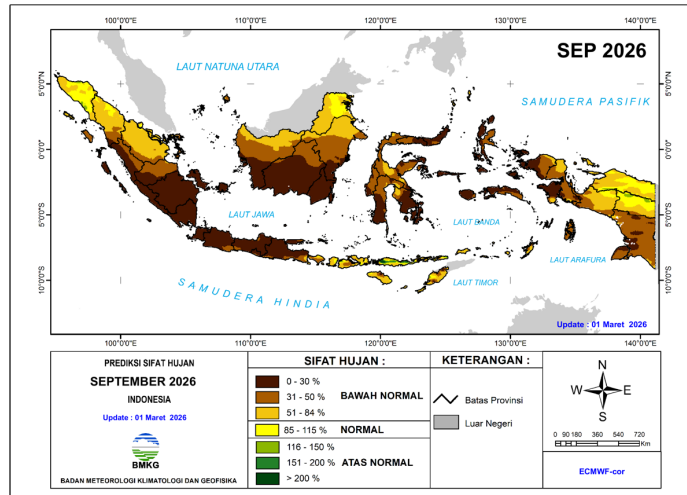 100°0'0"E 110°0'0"E 120°0'0"E 130°0'0"E 140°0'0"E
SEP 2026
LAUT NATUNA UTARA
SAMUDERA PASIFIK
5°0'0"N 5°0'0"N
0°0'0" 0°0'0"
LAUT JAWA
LAUT BANDA
5°0'0"S 5°0'0"S
LAUT ARAFURA
LAUT TIMOR
10°0'0"S 10°0'0"S
SAMUDERA HINDIA
Update : 01 Maret 2026
100°0'0"E 110°0'0"E 120°0'0"E 130°0'0"E 140°0'0"E
PREDIKSI SIFAT HUJAN
SEPTEMBER 2026
INDONESIA
Update : 01 Maret 2026
BMKG
BADAN METEOROLOGI KLIMATOLOGI DAN GEOFISIKA
SIFAT HUJAN :
0 - 30 %
31 - 50 % BAWAH NORMAL
51 - 84 %
85 - 115 % NORMAL
116 - 150 %
151 - 200 % ATAS NORMAL
> 200 %
KETERANGAN :
Batas Provinsi
Luar Negeri
N
W E
S
0 90 180 360 540 720
Km
ECMWF-cor